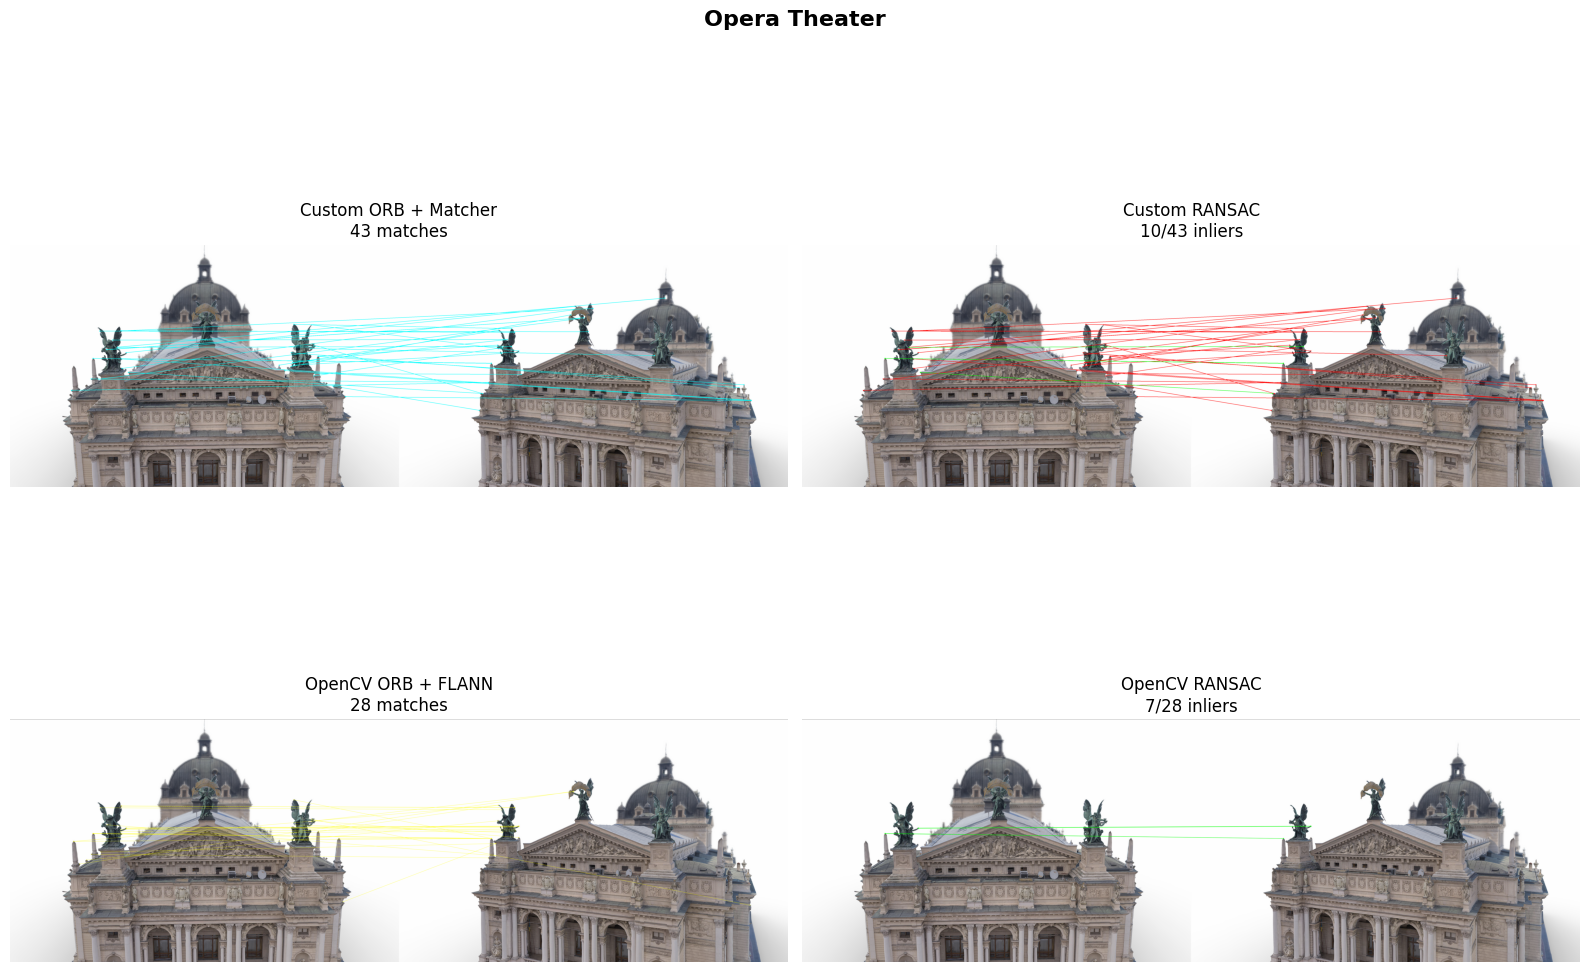 Opera Theater
Custom ORB + Matcher
43 matches
Custom RANSAC
10/43 inliers
OpenCV ORB + FLANN
28 matches
OpenCV RANSAC
7/28 inliers